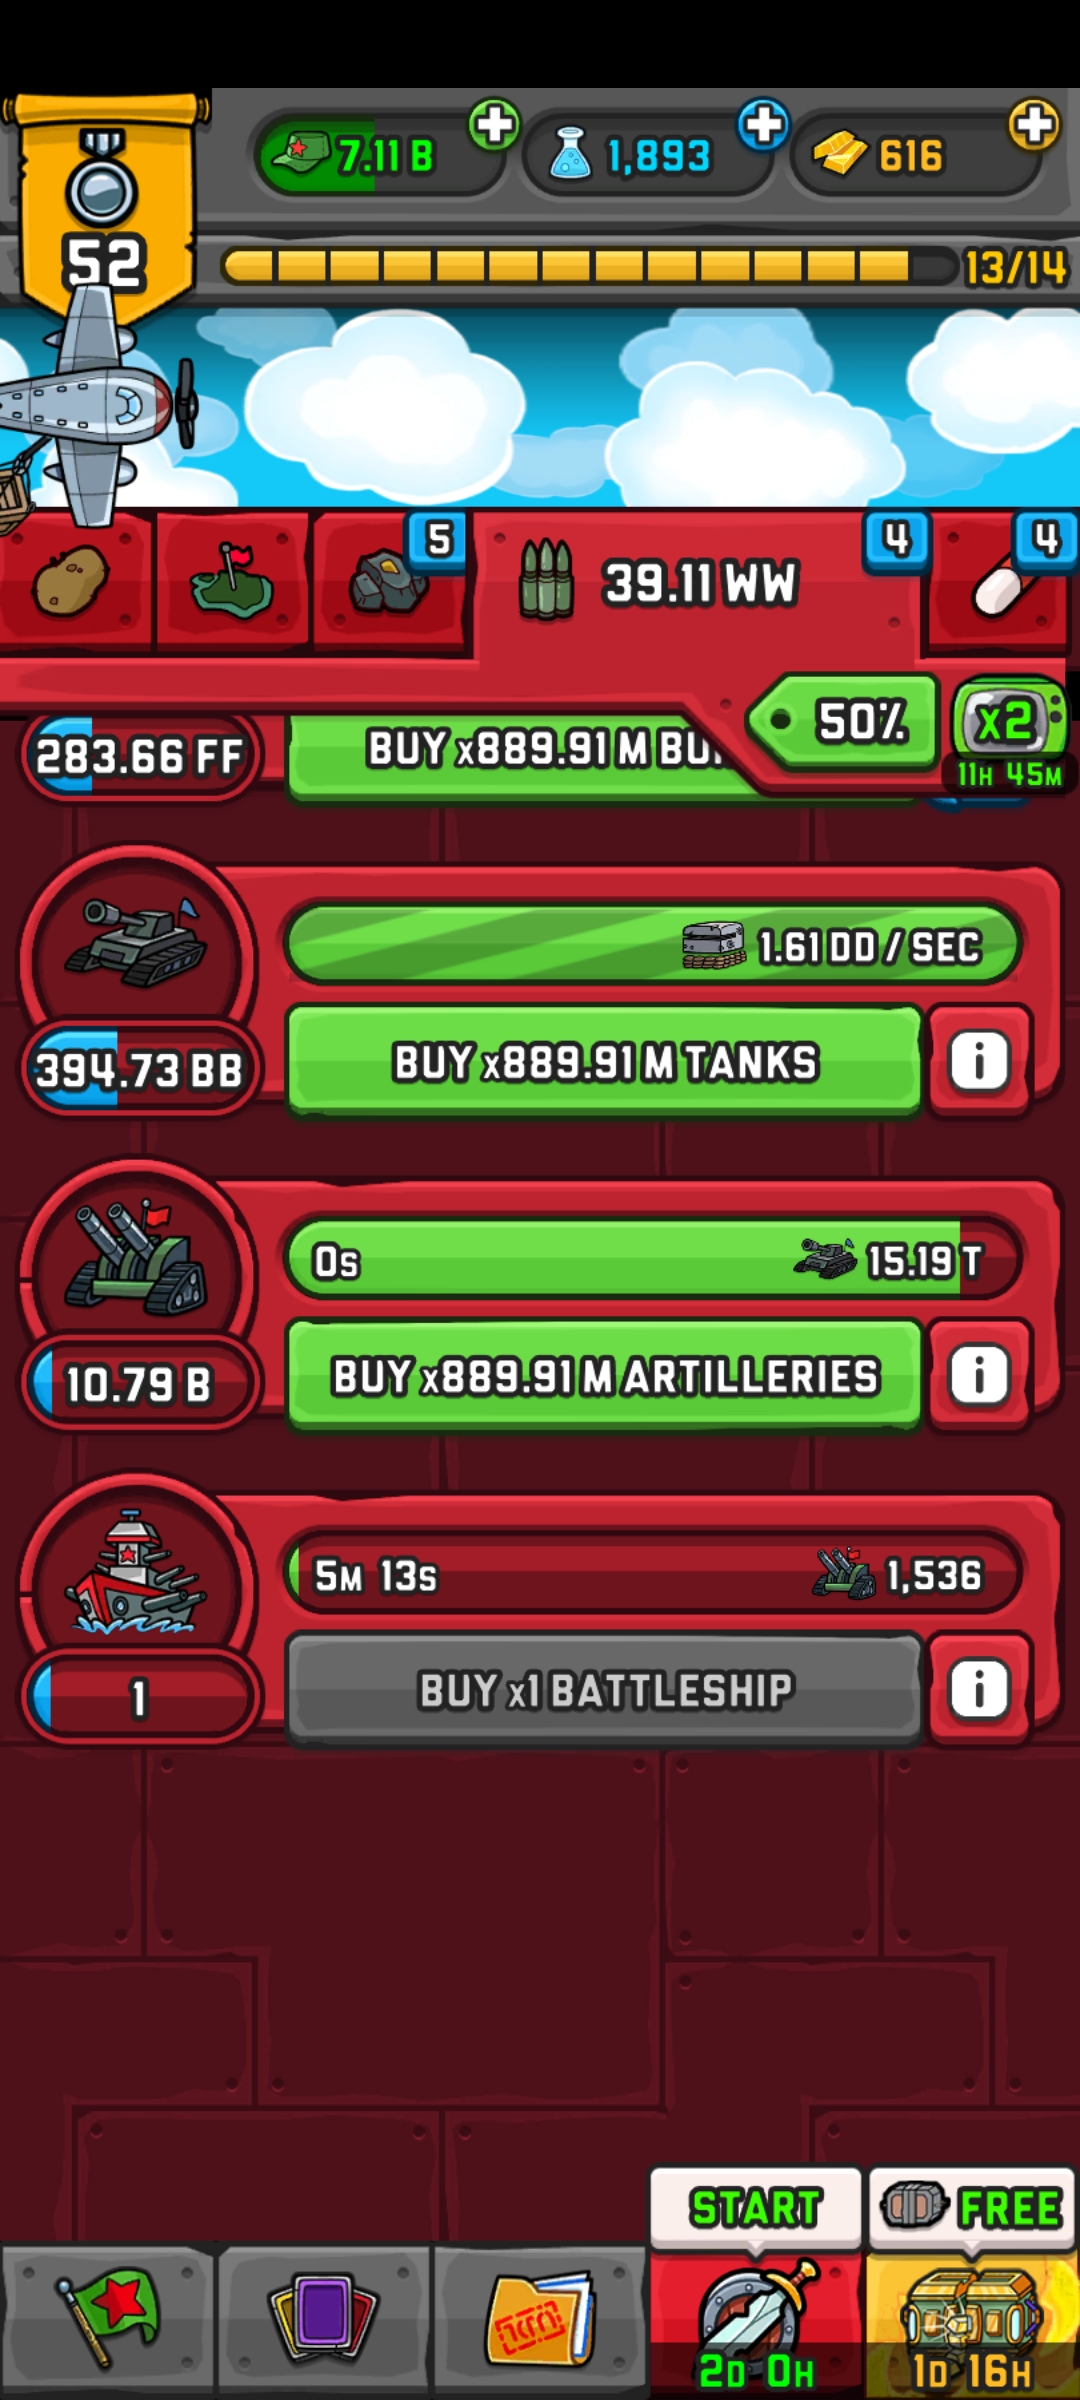 7.11 B
1,893
616
52
13/14
5
39.11 WW
4
4
50%
x2
11H 45M
283.66 FF
BUY x889.91 M BU
1.61 DD / SEC
394.73 BB
BUY x889.91 M TANKS
0s
15.19 T
10.79 B
BUY x889.91 M ARTILLERIES
5M 13s
1,536
1
BUY x1 BATTLESHIP
START
FREE
2D 0H
1D 16H